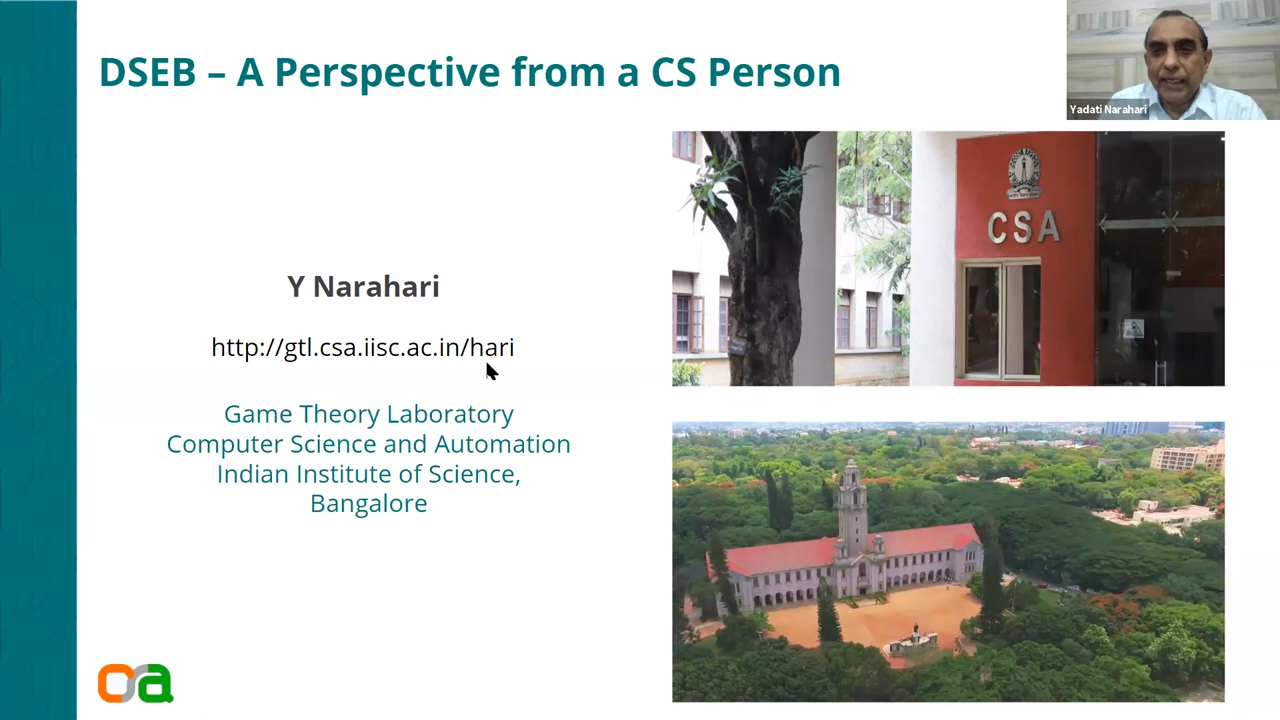 DSEB – A Perspective from a CS Person
Yadati Narahari
CSA
Y Narahari
http://gtl.csa.iisc.ac.in/hari
Game Theory Laboratory
Computer Science and Automation
Indian Institute of Science,
Bangalore